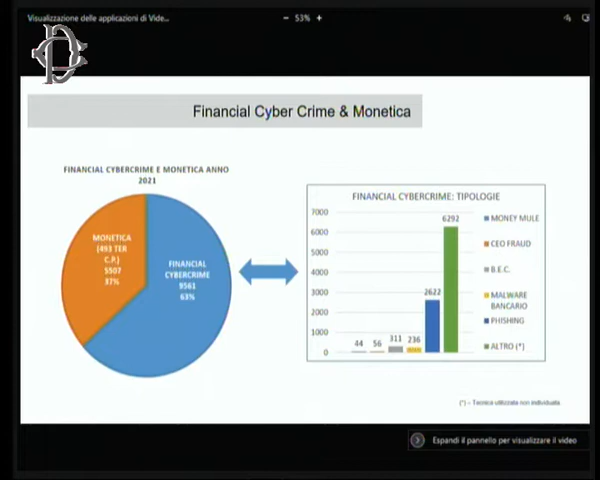 Visualizzazione delle applicazioni di Vide...
− 53% +
Financial Cyber Crime & Monetica
FINANCIAL CYBERCRIME E MONETICA ANNO
2021
MONETICA
(493 TER
C.P.)
5507
37%
FINANCIAL
CYBERCRIME
9561
63%
FINANCIAL CYBERCRIME: TIPOLOGIE
7000
6000
5000
4000
3000
2000
1000
0
44
56
311
236
2622
6292
MONEY MULE
CEO FRAUD
B.E.C.
MALWARE
BANCARIO
PHISHING
ALTRO (*)
(*) – Tecnica utilizzata non individuata
Espandi il pannello per visualizzare il video